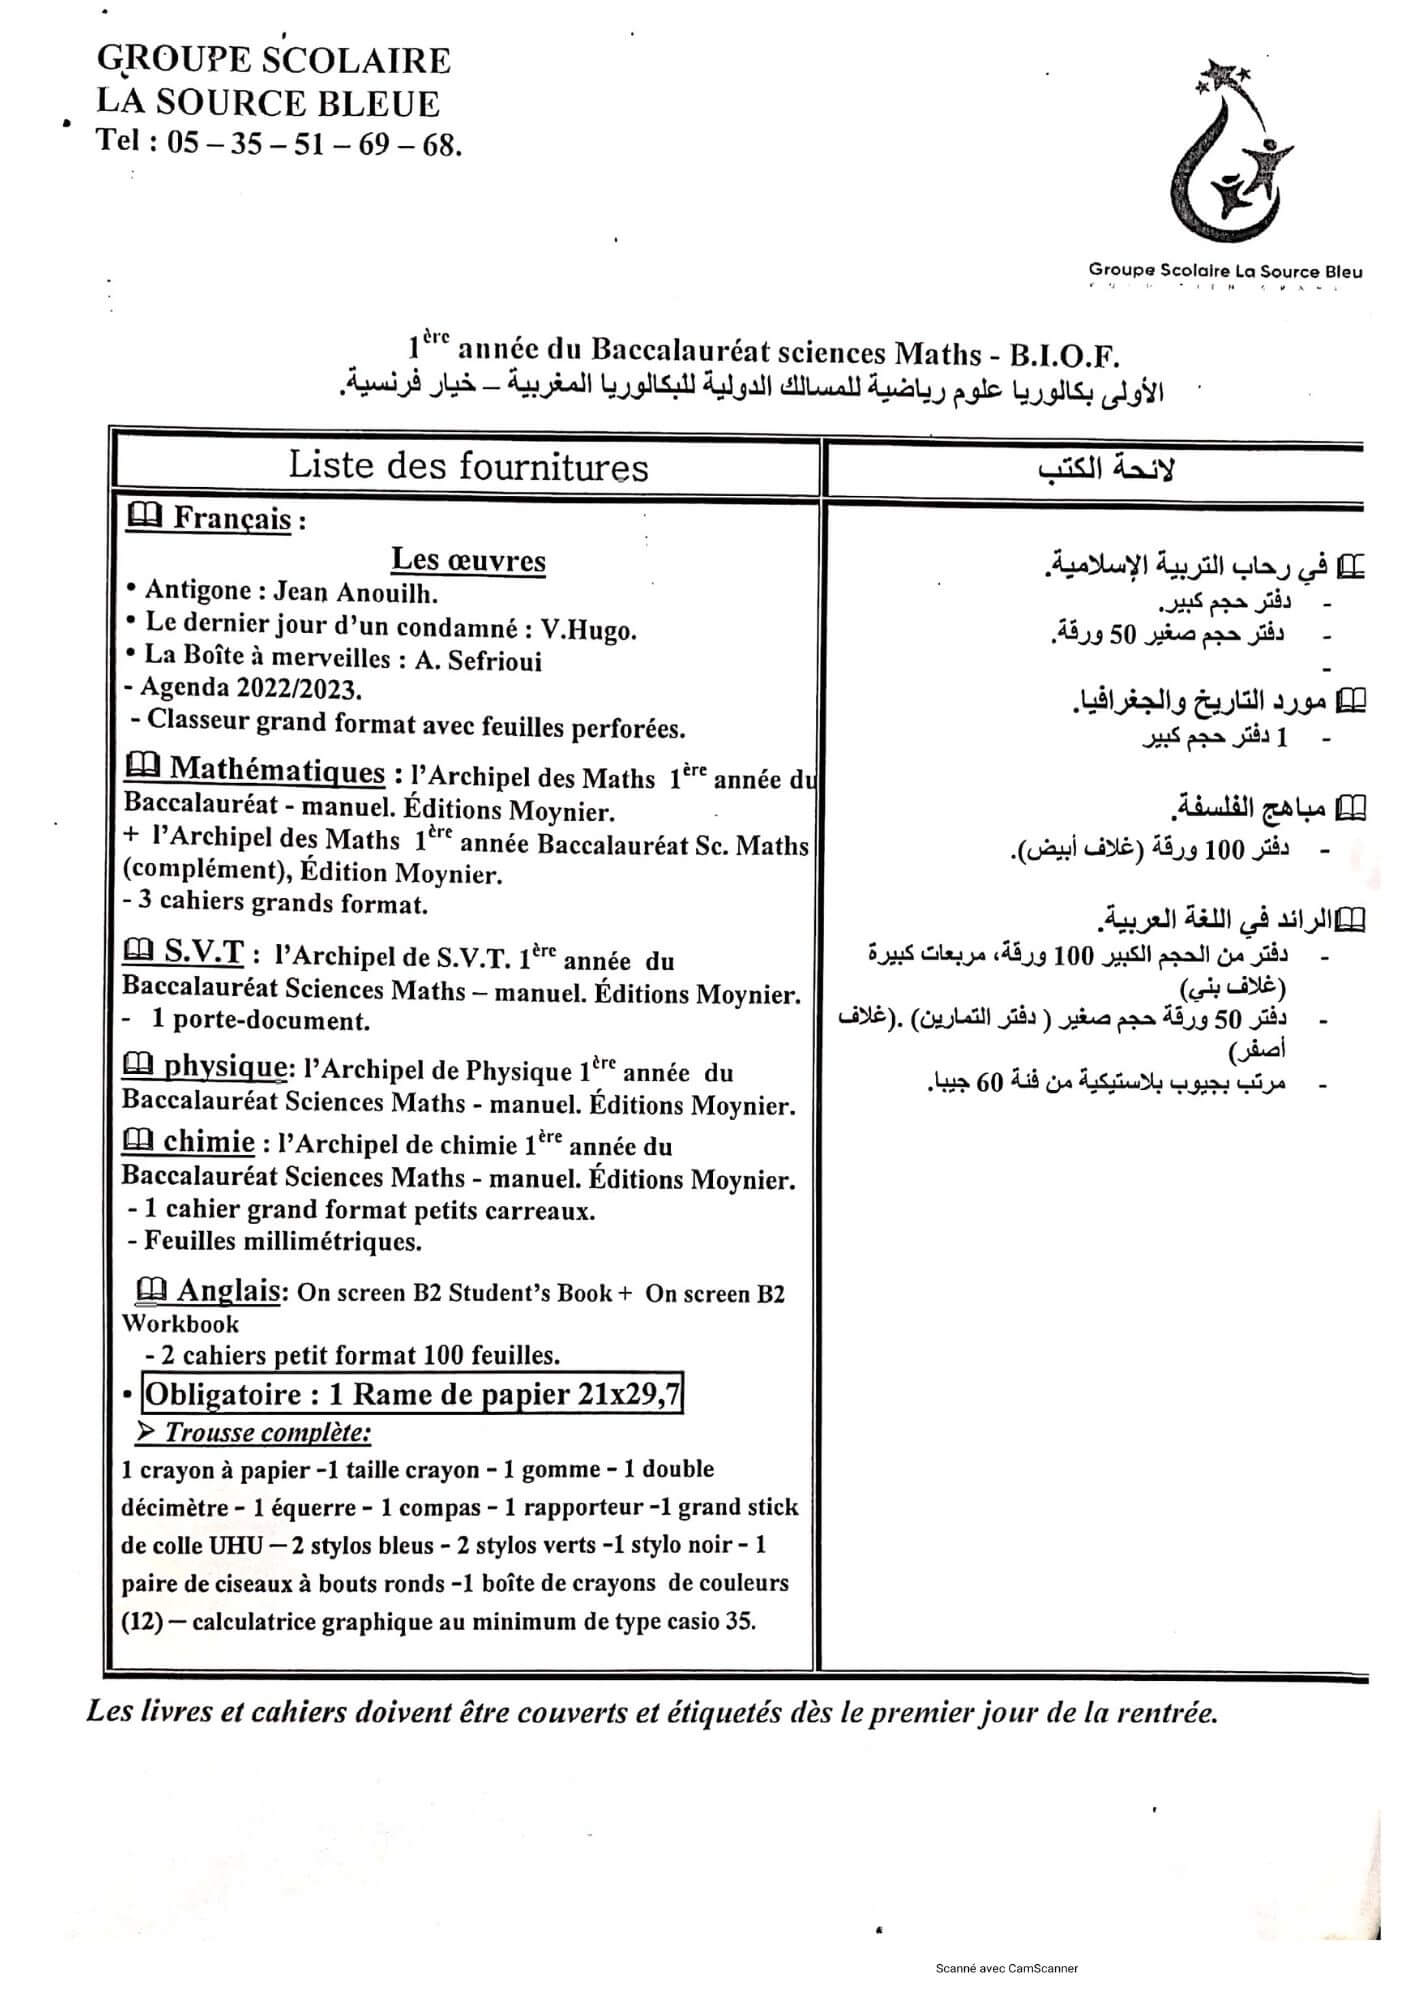 GROUPE SCOLAIRE
LA SOURCE BLEUE
Tel : 05 – 35 – 51 – 69 – 68.
Groupe Scolaire La Source Bleu
1ère année du Baccalauréat sciences Maths - B.I.O.F.
الأولى بكالوريا علوم رياضية للمسالك الدولية للبكالوريا المغربية – خيار فرنسية.
Liste des fournitures
Français :
Les œuvres
• Antigone : Jean Anouilh.
• Le dernier jour d’un condamné : V.Hugo.
• La Boîte à merveilles : A. Sefrioui
- Agenda 2022/2023.
- Classeur grand format avec feuilles perforées.
Mathématiques : l’Archipel des Maths 1ère année du
Baccalauréat - manuel. Éditions Moynier.
+ l’Archipel des Maths 1ère année Baccalauréat Sc. Maths
(complément), Édition Moynier.
- 3 cahiers grands format.
S.V.T : l’Archipel de S.V.T. 1ère année du
Baccalauréat Sciences Maths – manuel. Éditions Moynier.
- 1 porte-document.
physique: l’Archipel de Physique 1ère année du
Baccalauréat Sciences Maths - manuel. Éditions Moynier.
chimie : l’Archipel de chimie 1ère année du
Baccalauréat Sciences Maths - manuel. Éditions Moynier.
- 1 cahier grand format petits carreaux.
- Feuilles millimétriques.
Anglais: On screen B2 Student’s Book + On screen B2
Workbook
- 2 cahiers petit format 100 feuilles.
• Obligatoire : 1 Rame de papier 21x29,7
➢ Trousse complète:
1 crayon à papier -1 taille crayon - 1 gomme - 1 double
décimètre - 1 équerre - 1 compas - 1 rapporteur -1 grand stick
de colle UHU – 2 stylos bleus - 2 stylos verts -1 stylo noir - 1
paire de ciseaux à bouts ronds -1 boîte de crayons de couleurs
(12) – calculatrice graphique au minimum de type casio 35.
لائحة الكتب
في رحاب التربية الإسلامية.
- دفتر حجم كبير.
- دفتر حجم صغير 50 ورقة.
-
مورد التاريخ والجغرافيا.
- 1 دفتر حجم كبير
مباهج الفلسفة.
- دفتر 100 ورقة (غلاف أبيض).
الرائد في اللغة العربية.
- دفتر من الحجم الكبير 100 ورقة، مربعات كبيرة
(غلاف بني)
- دفتر 50 ورقة حجم صغير ( دفتر التمارين) .(غلاف
أصفر)
- مرتب بجيوب بلاستيكية من فئة 60 جيبا.
Les livres et cahiers doivent être couverts et étiquetés dès le premier jour de la rentrée.
Scanné avec CamScanner